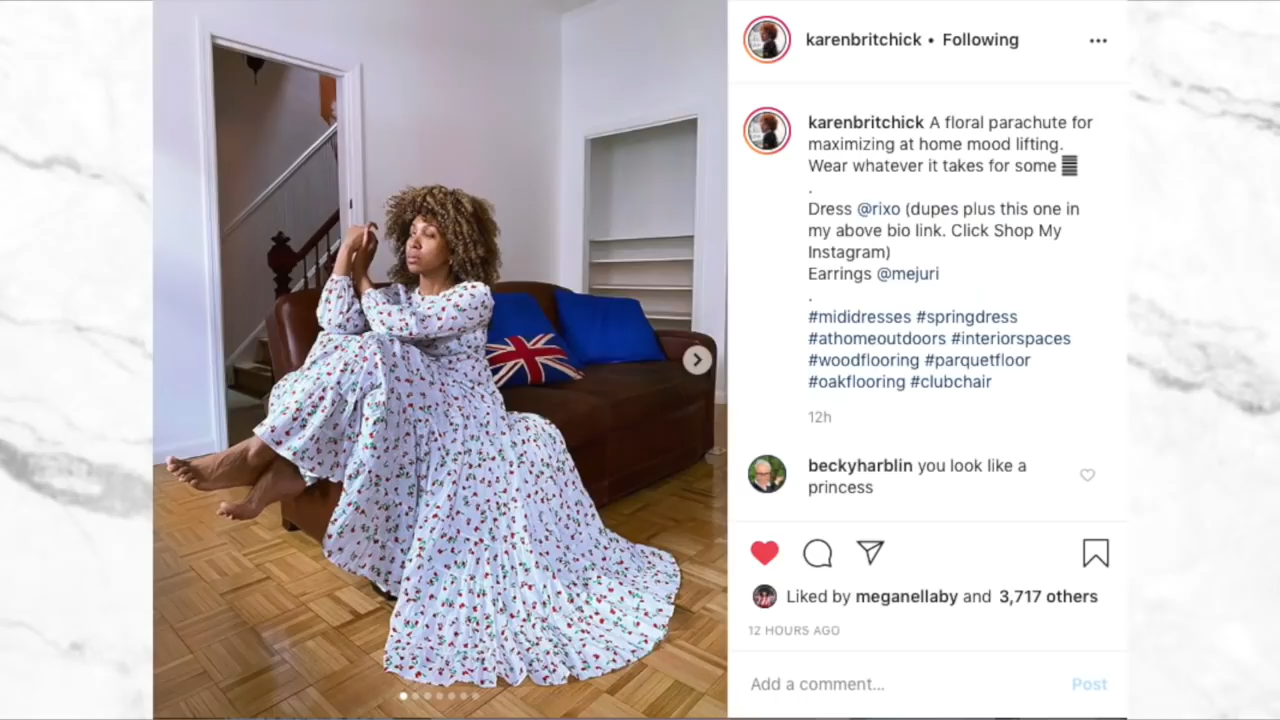 karenbritchick • Following
karenbritchick A floral parachute for
maximizing at home mood lifting.
Wear whatever it takes for some
.
Dress @rixo (dupes plus this one in
my above bio link. Click Shop My
Instagram)
Earrings @mejuri
.
#mididresses #springdress
#athomeoutdoors #interiorspaces
#woodflooring #parquetfloor
#oakflooring #clubchair
12h
beckyharblin you look like a
princess
Liked by meganellaby and 3,717 others
12 HOURS AGO
Add a comment... Post